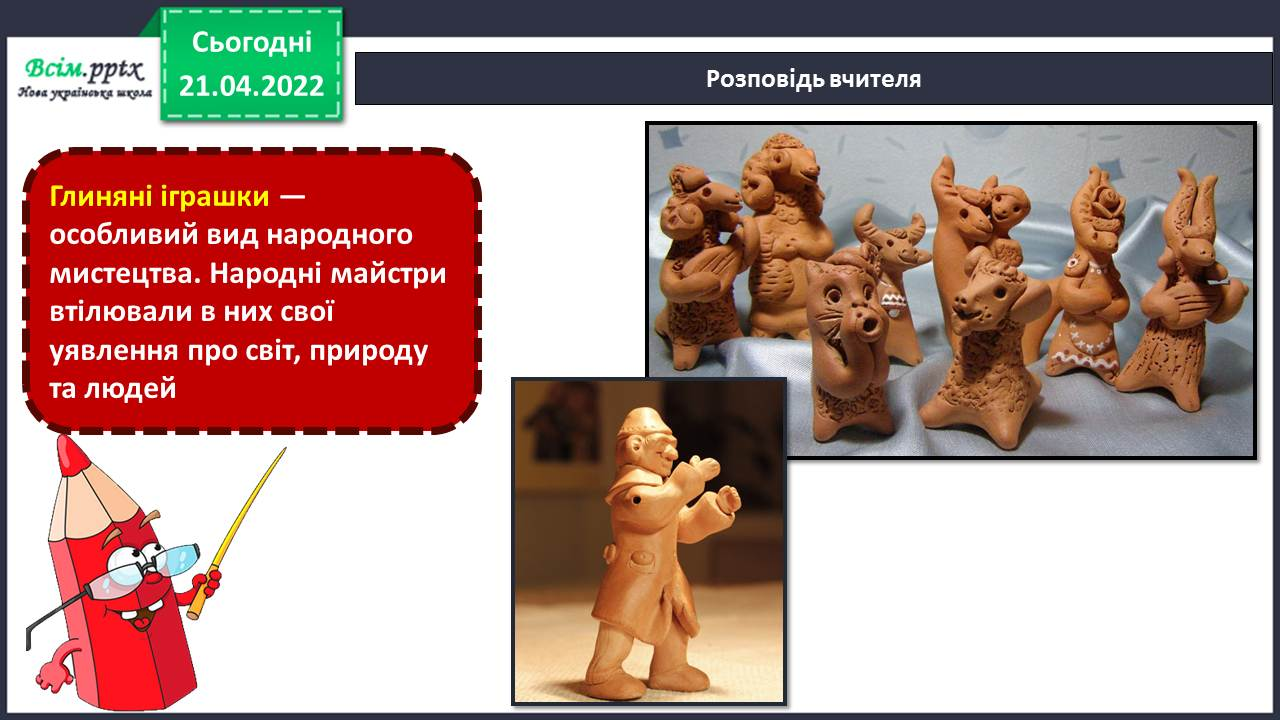 Всім.pptx
Нова українська школа
Сьогодні
21.04.2022
Розповідь вчителя
Глиняні іграшки —
особливий вид народного
мистецтва. Народні майстри
втілювали в них свої
уявлення про світ, природу
та людей